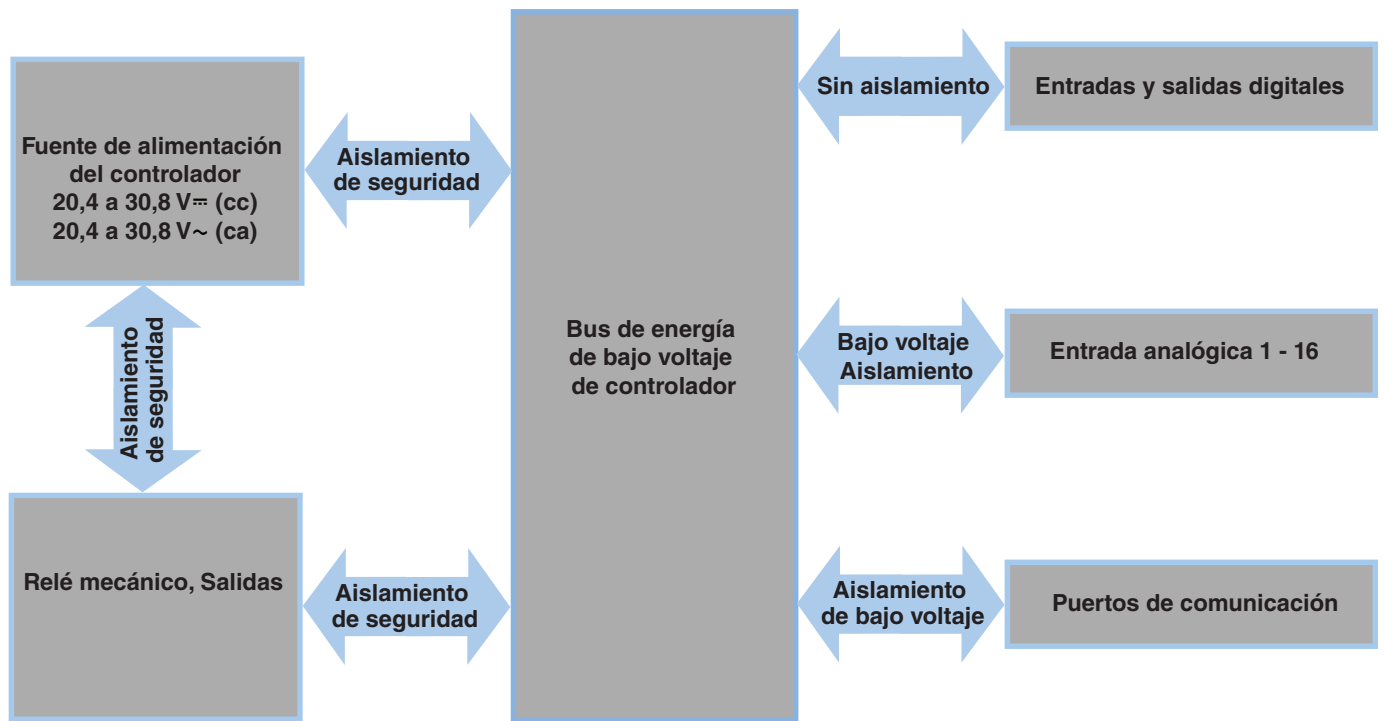 Fuente de alimentación
del controlador
20,4 a 30,8 V⎓ (cc)
20,4 a 30,8 V~ (ca)
Aislamiento
de seguridad
Aislamiento
de seguridad
Relé mecánico, Salidas
Aislamiento
de seguridad
Bus de energía
de bajo voltaje
de controlador
Sin aislamiento
Entradas y salidas digitales
Bajo voltaje
Aislamiento
Entrada analógica 1 - 16
Aislamiento
de bajo voltaje
Puertos de comunicación